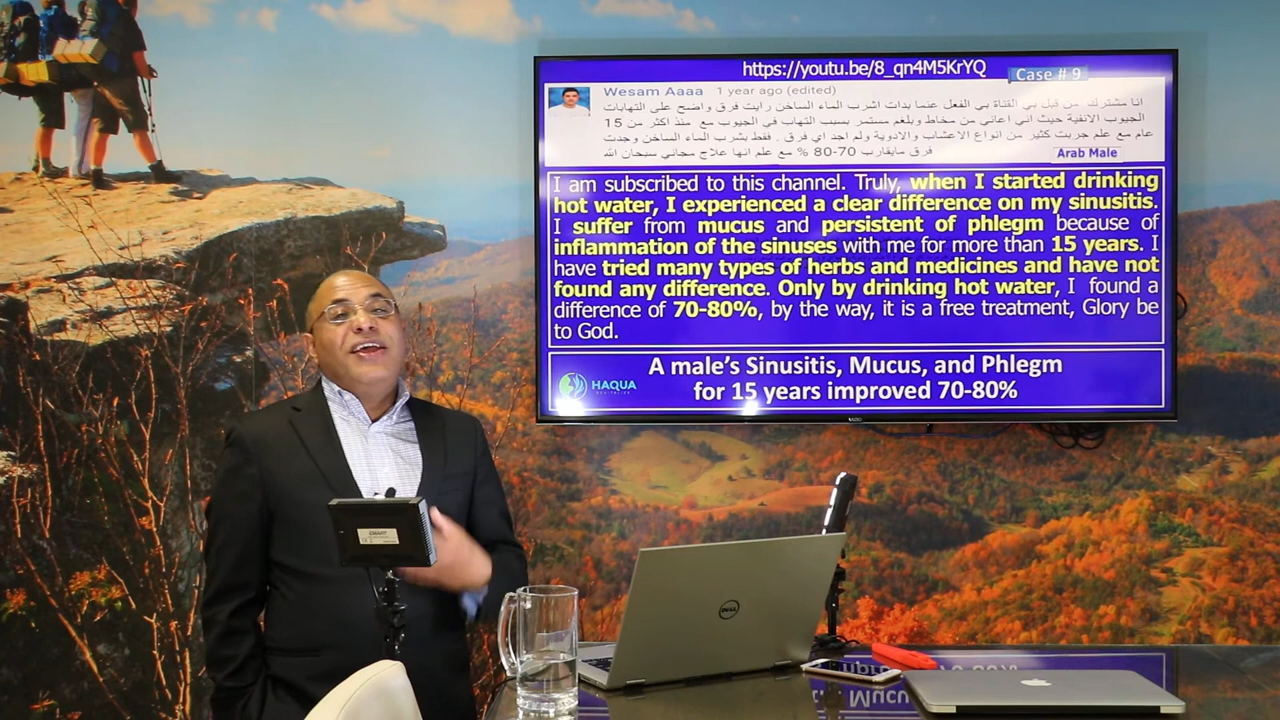 https://youtu.be/8_qn4M5KrYQ
Case # 9
Wesam Aaaa 1 year ago (edited)
انا مشترك من قبل بي القناة بي الفعل عنما بدات اشرب الماء الساخن رايت فرق واضح على التهابات
الجيوب الانفية حيث اني اعاني من مخاط وبلغم مستمر بسبب التهاب في الجيوب مع منذ اكثر من 15
عام مع علم جربت كثير من انواع الاعشاب والادوية ولم اجد اي فرق . فقط بشرب الماء الساخن وجدت
فرق مايقارب 70-80 % مع علم انها علاج مجاني سبحان الله
Arab Male
I am subscribed to this channel. Truly, when I started drinking
hot water, I experienced a clear difference on my sinusitis.
I suffer from mucus and persistent of phlegm because of
inflammation of the sinuses with me for more than 15 years. I
have tried many types of herbs and medicines and have not
found any difference. Only by drinking hot water, I found a
difference of 70-80%, by the way, it is a free treatment, Glory be
to God.
A male's Sinusitis, Mucus, and Phlegm
for 15 years improved 70-80%
HAQUA
REVITALIZE
DELL